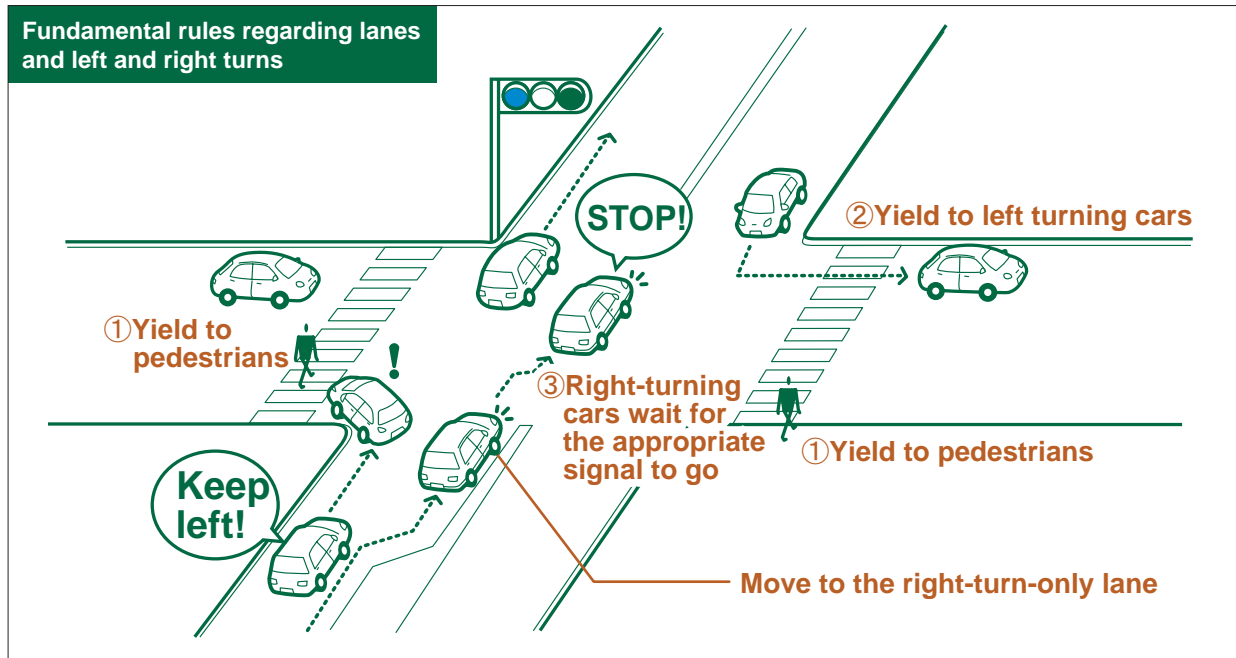 Fundamental rules regarding lanes
and left and right turns
STOP!
②Yield to left turning cars
①Yield to
pedestrians
!
③Right-turning
cars wait for
the appropriate
signal to go
①Yield to pedestrians
Keep
left!
Move to the right-turn-only lane